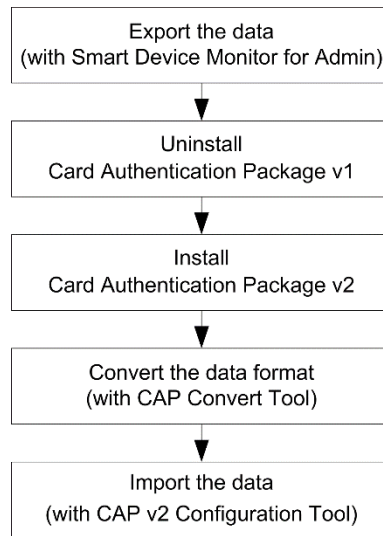 Export the data
(with Smart Device Monitor for Admin)
Uninstall
Card Authentication Package v1
Install
Card Authentication Package v2
Convert the data format
(with CAP Convert Tool)
Import the data
(with CAP v2 Configuration Tool)